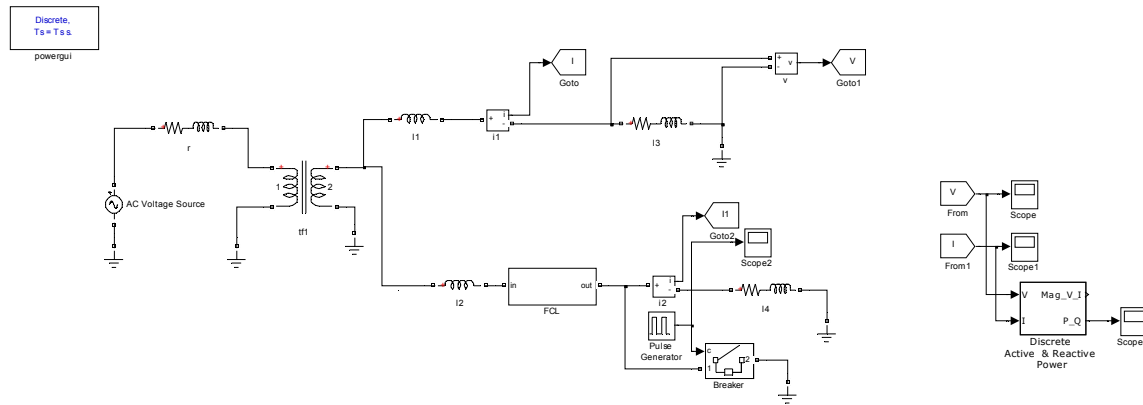 Discrete,
Ts = Ts s.
powergui
r
AC Voltage Source
1
2
tf1
l1
+
i
-
i1
I
Goto
l3
+
-
v
v
V
Goto1
l2
in
out
FCL
+
i
-
i2
I1
Goto2
Scope2
l4
Pulse
Generator
c
1
2
Breaker
V
From
Scope
I
From1
Scope1
V
I
Mag_V_I
P_Q
Discrete
Active & Reactive
Power
Scope